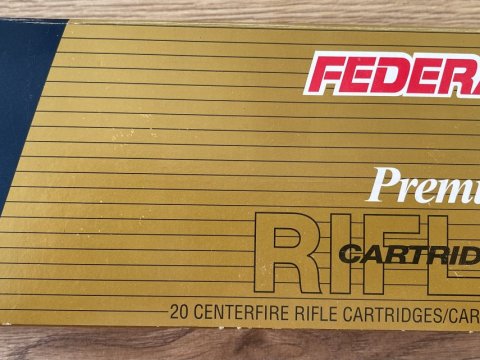 FEDERA
Premi
RIFL
CARTRID
20 CENTERFIRE RIFLE CARTRIDGES/CAR